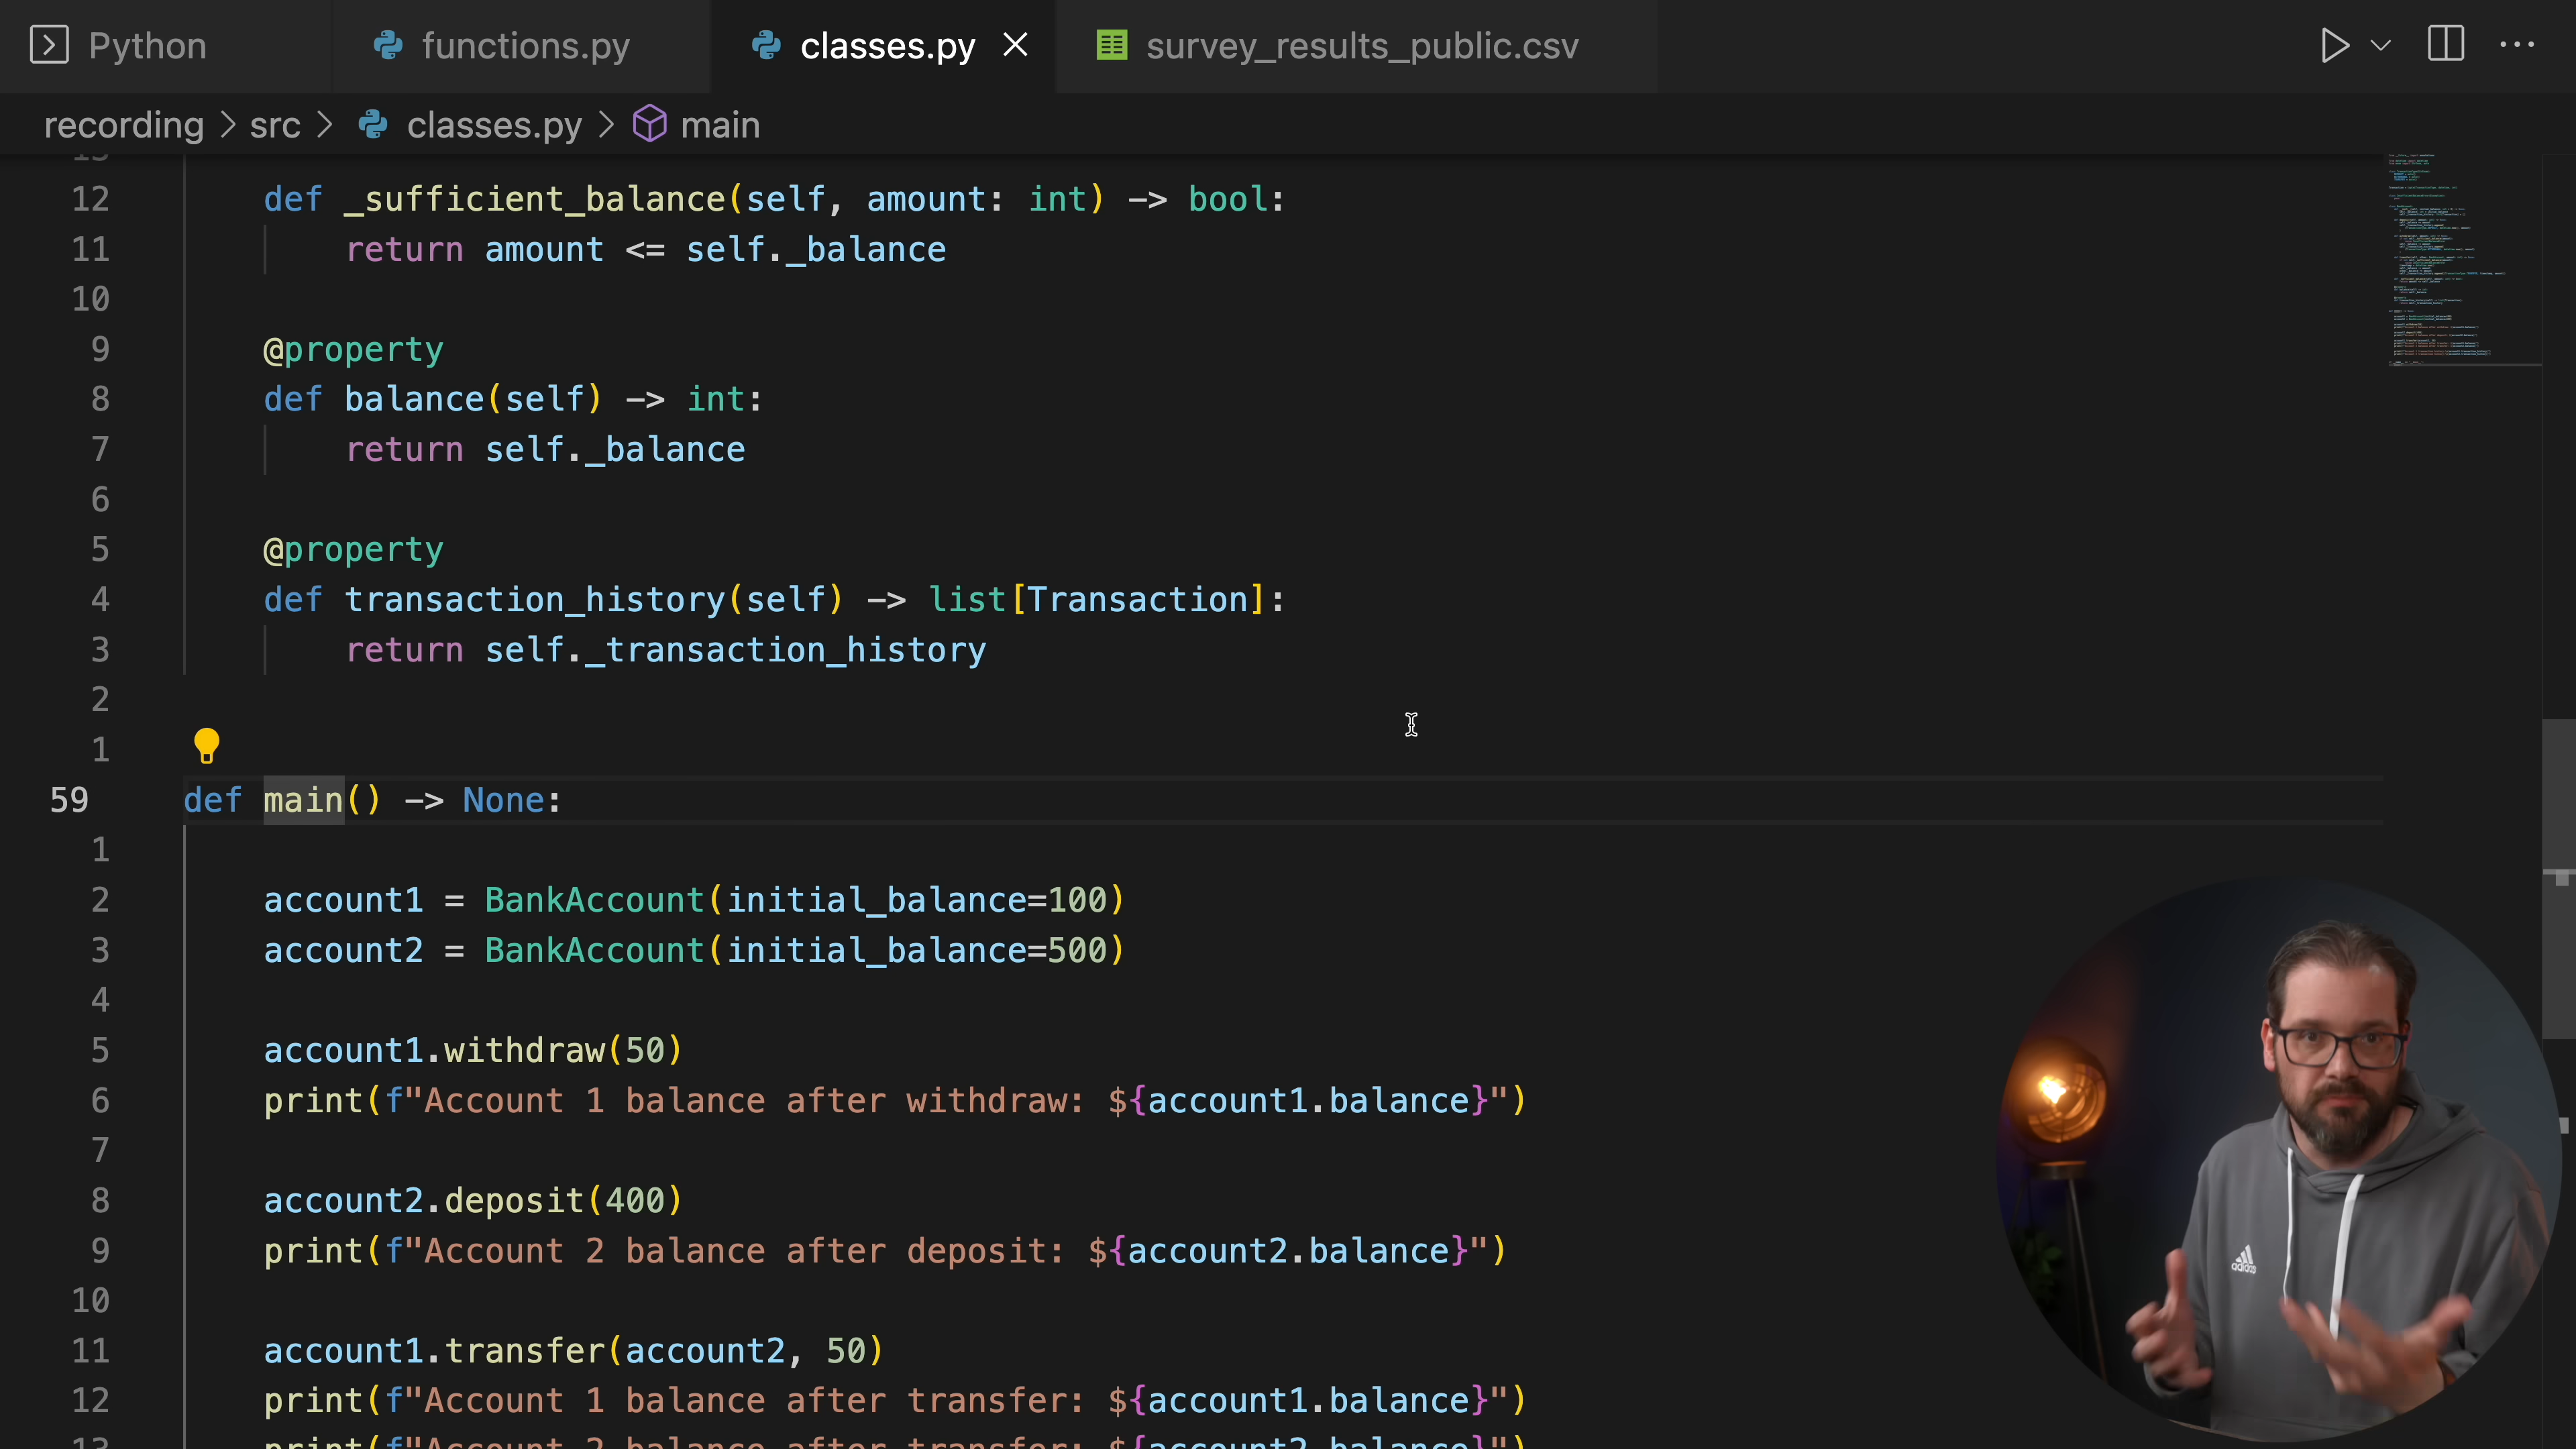 Python functions.py classes.py survey_results_public.csv
recording > src > classes.py > main
12 def _sufficient_balance(self, amount: int) -> bool:
11 return amount <= self._balance
10
9 @property
8 def balance(self) -> int:
7 return self._balance
6
5 @property
4 def transaction_history(self) -> list[Transaction]:
3 return self._transaction_history
2
1
59 def main() -> None:
1
2 account1 = BankAccount(initial_balance=100)
3 account2 = BankAccount(initial_balance=500)
4
5 account1.withdraw(50)
6 print(f"Account 1 balance after withdraw: ${account1.balance}")
7
8 account2.deposit(400)
9 print(f"Account 2 balance after deposit: ${account2.balance}")
10
11 account1.transfer(account2, 50)
12 print(f"Account 1 balance after transfer: ${account1.balance}")
13 print(f"Account 2 balance after transfer: ${account2.balance}")
adidas